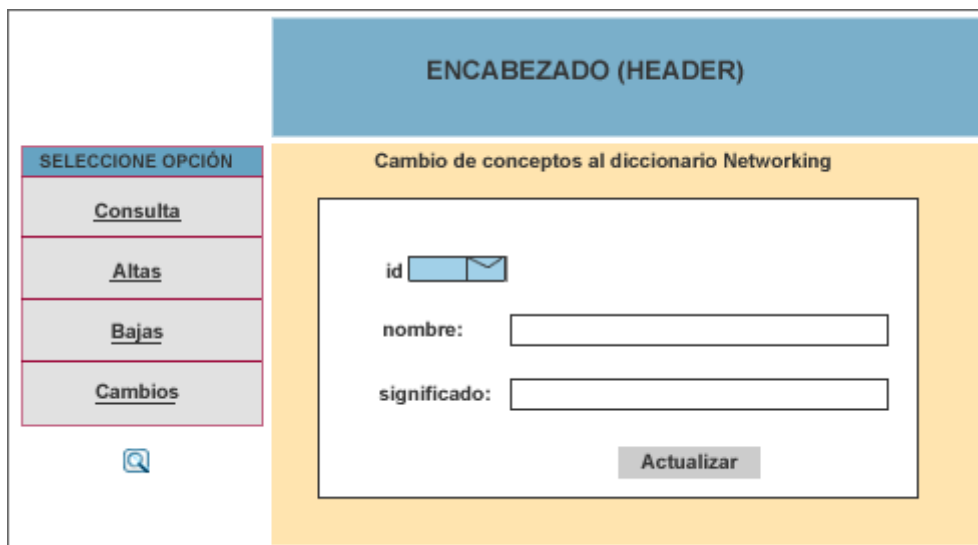 ENCABEZADO (HEADER)
SELECCIONE OPCIÓN
Consulta
Altas
Bajas
Cambios
Cambio de conceptos al diccionario Networking
id
nombre:
significado:
Actualizar